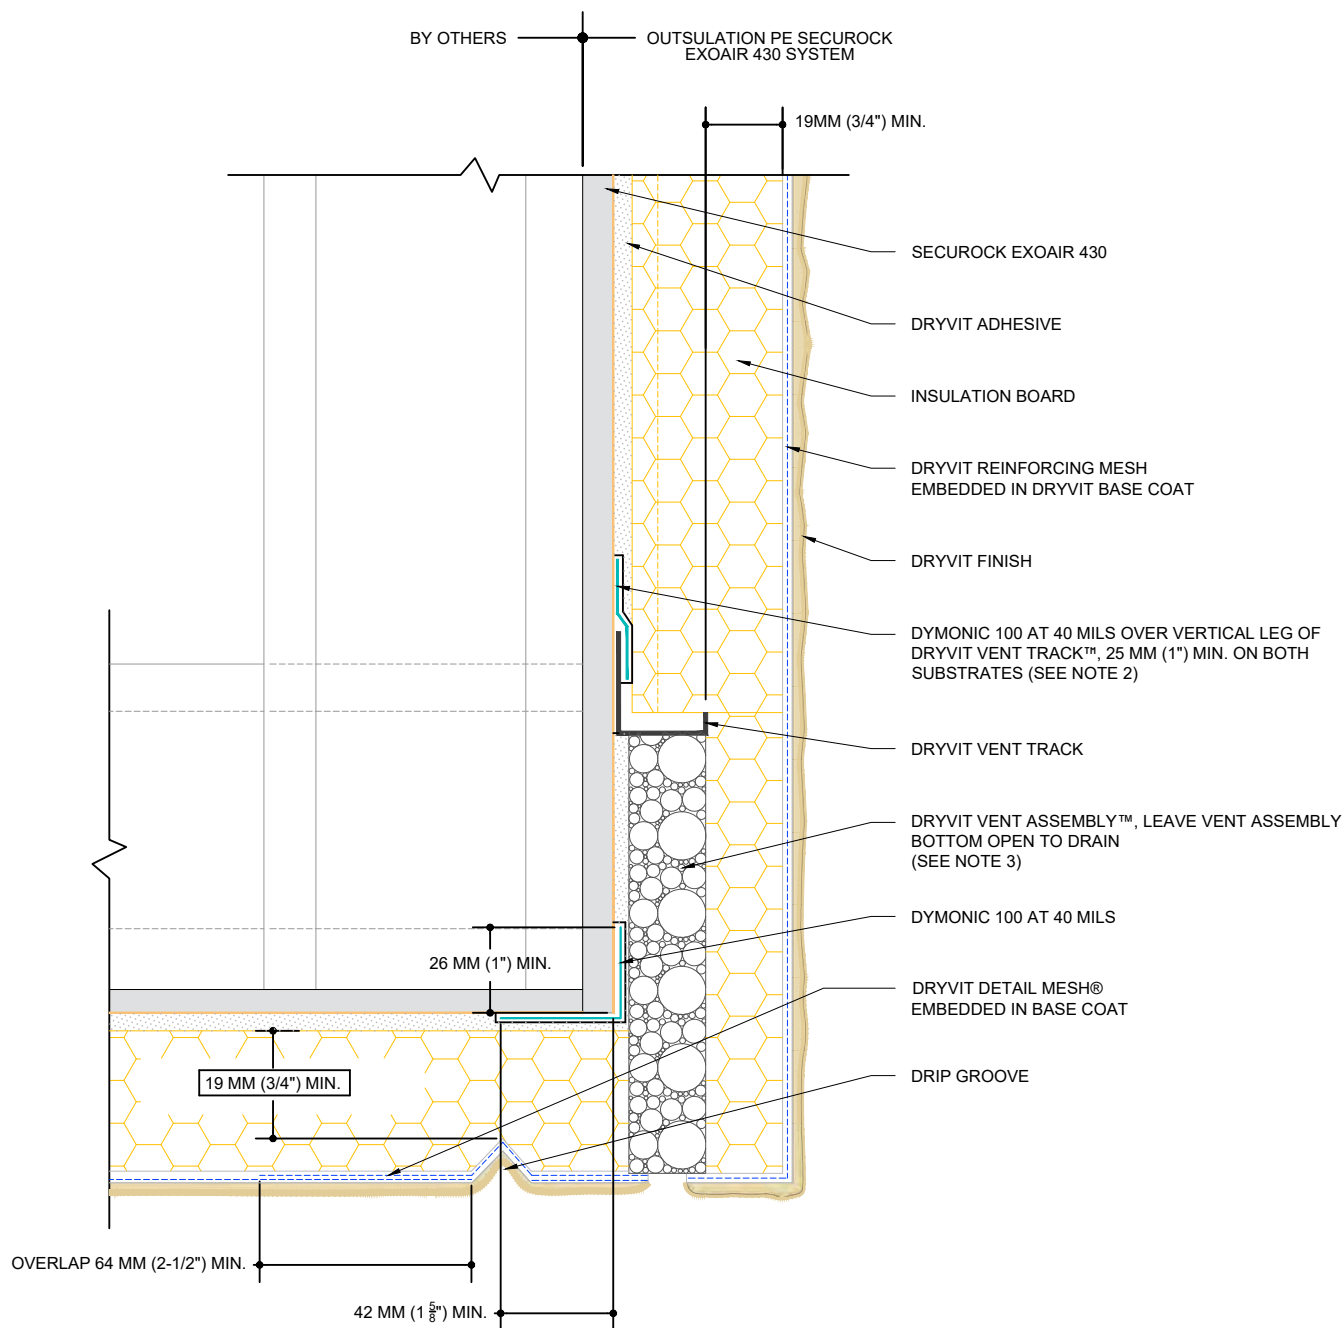 BY OTHERS
OUTSULATION PE SECUROCK
EXOAIR 430 SYSTEM
19MM (3/4") MIN.
SECUROCK EXOAIR 430
DRYVIT ADHESIVE
INSULATION BOARD
DRYVIT REINFORCING MESH
EMBEDDED IN DRYVIT BASE COAT
DRYVIT FINISH
DYMONIC 100 AT 40 MILS OVER VERTICAL LEG OF
DRYVIT VENT TRACK™, 25 MM (1") MIN. ON BOTH
SUBSTRATES (SEE NOTE 2)
DRYVIT VENT TRACK
DRYVIT VENT ASSEMBLY™, LEAVE VENT ASSEMBLY
BOTTOM OPEN TO DRAIN
(SEE NOTE 3)
DYMONIC 100 AT 40 MILS
26 MM (1") MIN.
DRYVIT DETAIL MESH®
EMBEDDED IN BASE COAT
19 MM (3/4") MIN.
DRIP GROOVE
OVERLAP 64 MM (2-1/2") MIN.
42 MM (1 5/8") MIN.